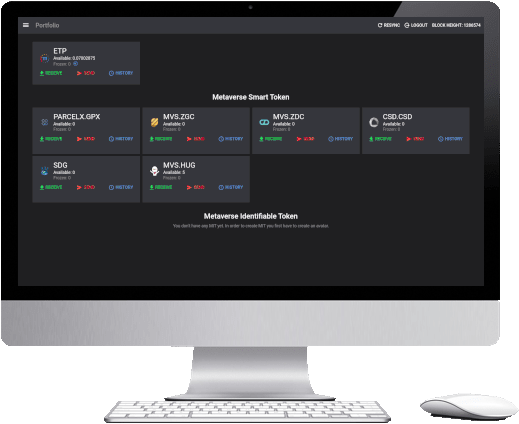 Portfolio RESYNC LOGOUT BLOCK HEIGHT: 1386574
ETP
Available: 0.07002875
Frozen: 0
RECEIVE SEND HISTORY
Metaverse Smart Token
PARCELX.GPX MVS.ZGC MVS.ZDC CSD.CSD
Available: 0 Available: 0 Available: 0 Available: 0
Frozen: 0 Frozen: 0 Frozen: 0 Frozen: 0
RECEIVE SEND HISTORY RECEIVE SEND HISTORY RECEIVE SEND HISTORY RECEIVE SEND HISTORY
SDG MVS.HUG
Available: 0 Available: 5
Frozen: 0 Frozen: 0
RECEIVE SEND HISTORY RECEIVE SEND HISTORY
Metaverse Identifiable Token
You don't have any MIT yet. In order to create MIT you first have to create an avatar.